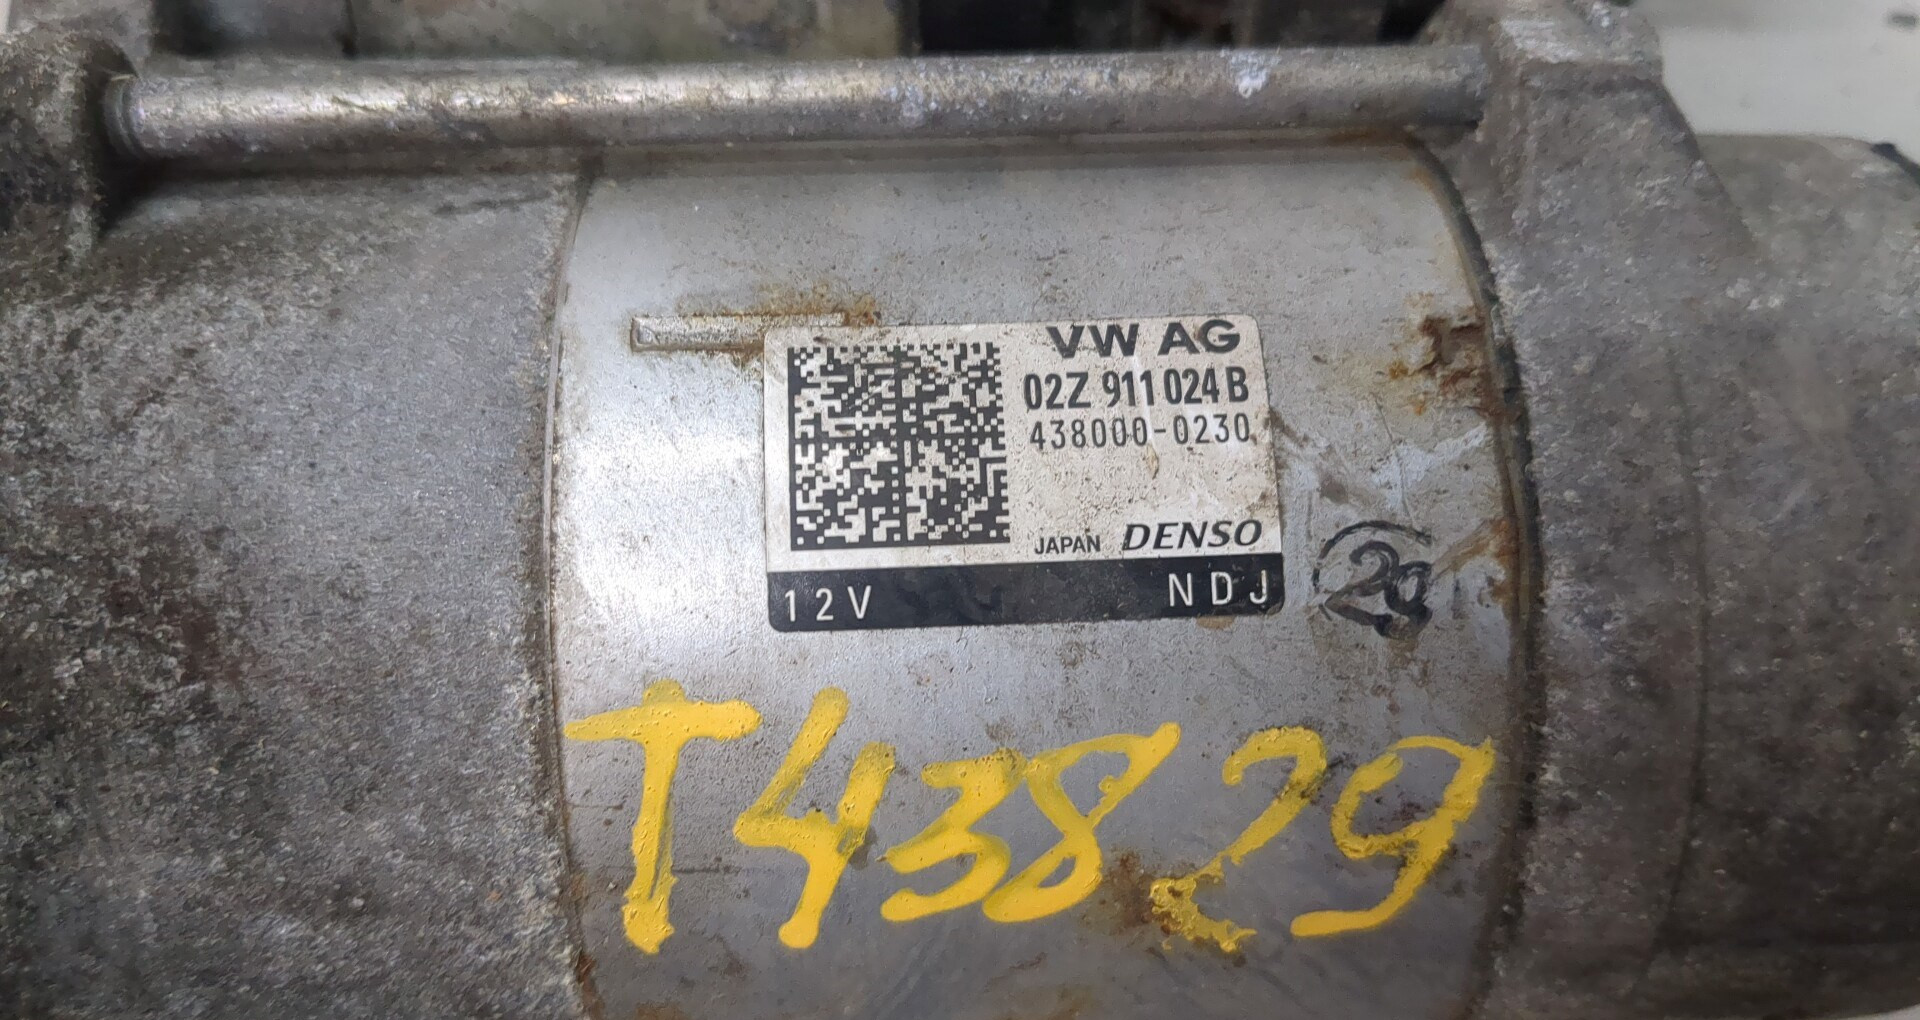 VW AG
02Z 911 024 B
438000-0230
JAPAN DENSO
12V NDJ
29
T43829